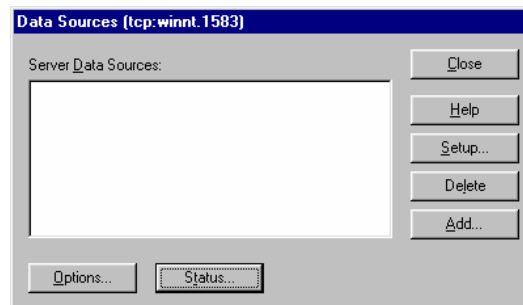 Data Sources (tcp:winnt.1583)
Server Data Sources:
Close
Help
Setup...
Delete
Add...
Options...
Status...